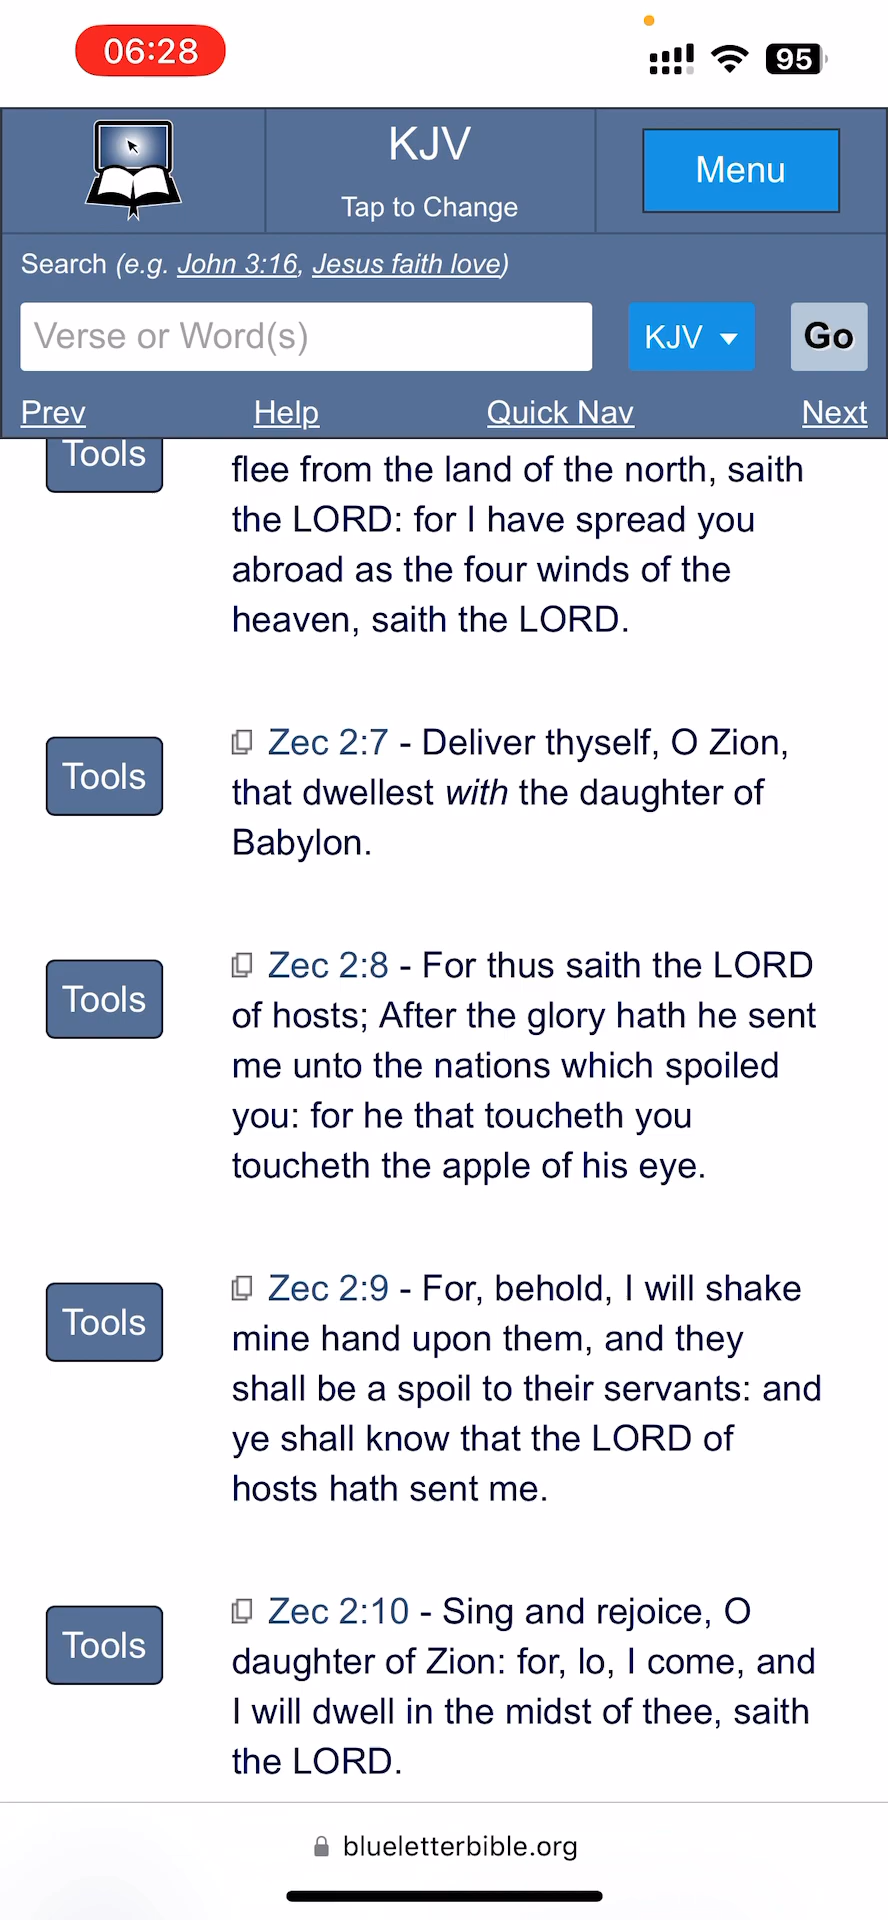 06:28
95
KJV
Tap to Change
Menu
Search (e.g. John 3:16, Jesus faith love)
Verse or Word(s)
KJV
Go
Prev
Help
Quick Nav
Next
Tools
flee from the land of the north, saith
the LORD: for I have spread you
abroad as the four winds of the
heaven, saith the LORD.
Tools
Zec 2:7 - Deliver thyself, O Zion,
that dwellest with the daughter of
Babylon.
Tools
Zec 2:8 - For thus saith the LORD
of hosts; After the glory hath he sent
me unto the nations which spoiled
you: for he that toucheth you
toucheth the apple of his eye.
Tools
Zec 2:9 - For, behold, I will shake
mine hand upon them, and they
shall be a spoil to their servants: and
ye shall know that the LORD of
hosts hath sent me.
Tools
Zec 2:10 - Sing and rejoice, O
daughter of Zion: for, lo, I come, and
I will dwell in the midst of thee, saith
the LORD.
blueletterbible.org